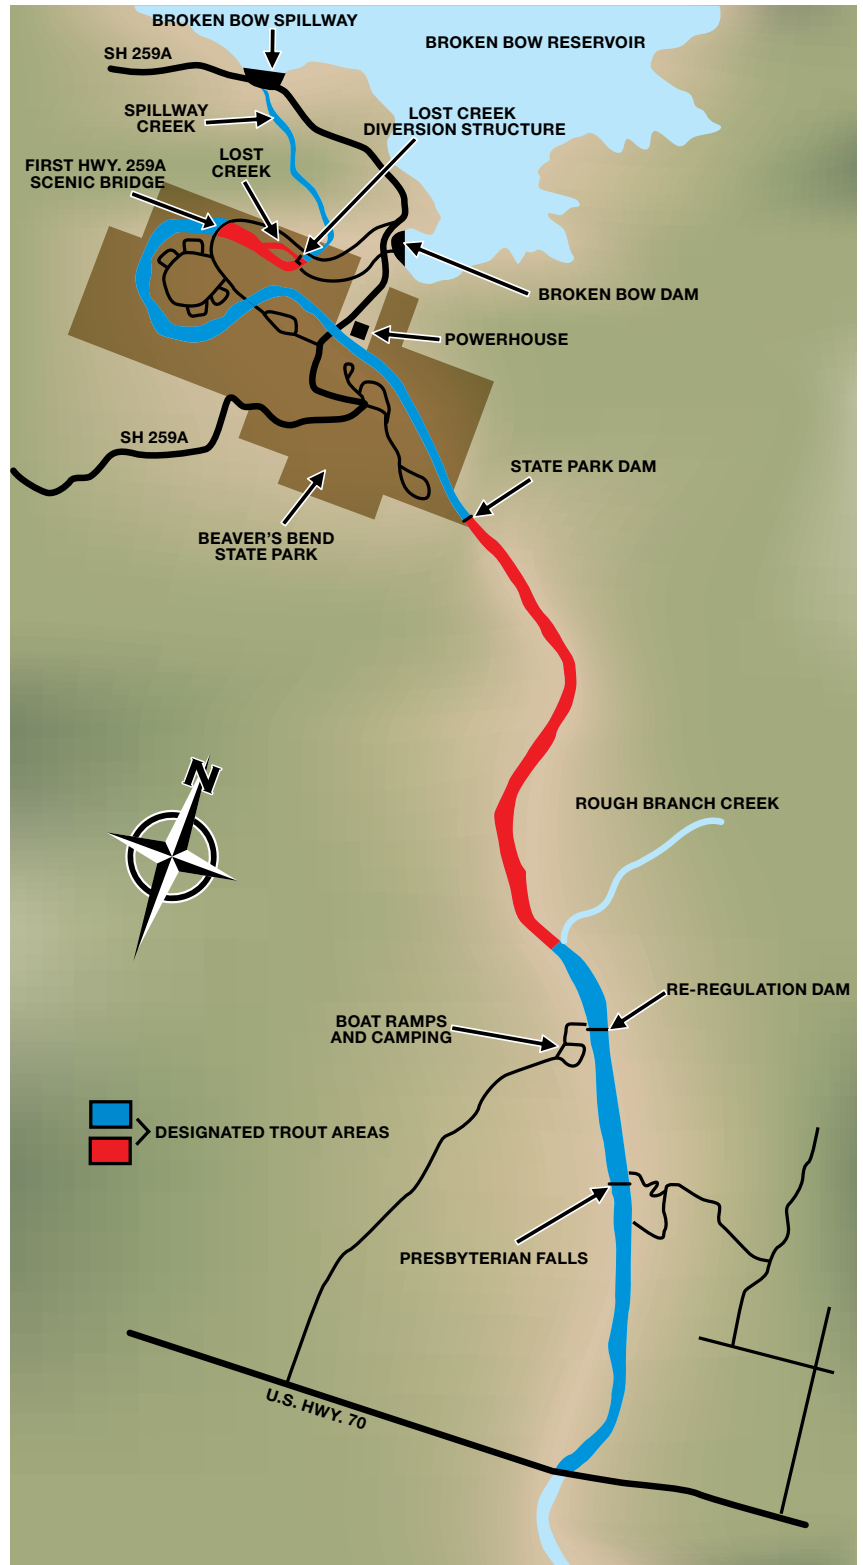 BROKEN BOW SPILLWAY
BROKEN BOW RESERVOIR
SH 259A
SPILLWAY
CREEK
LOST CREEK
DIVERSION STRUCTURE
LOST
CREEK
FIRST HWY. 259A
SCENIC BRIDGE
BROKEN BOW DAM
POWERHOUSE
SH 259A
STATE PARK DAM
BEAVER'S BEND
STATE PARK
N
ROUGH BRANCH CREEK
RE-REGULATION DAM
BOAT RAMPS
AND CAMPING
DESIGNATED TROUT AREAS
PRESBYTERIAN FALLS
U.S. HWY. 70